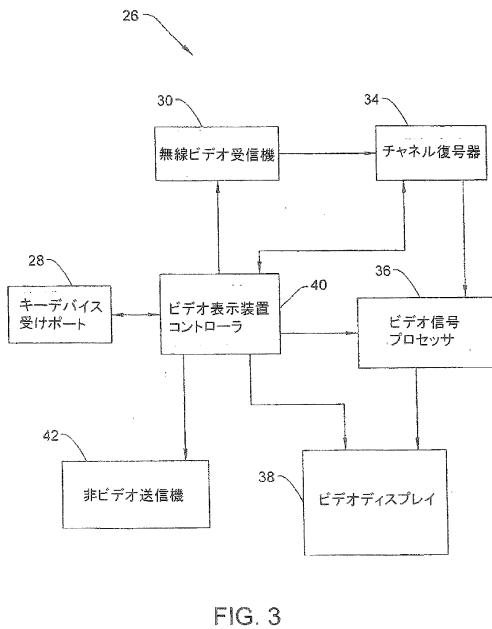 26
30
無線ビデオ受信機
34
チャネル復号器
28
キーデバイス
受けポート
ビデオ表示装置
コントローラ
40
36
ビデオ信号
プロセッサ
42
非ビデオ送信機
38
ビデオディスプレイ
FIG. 3